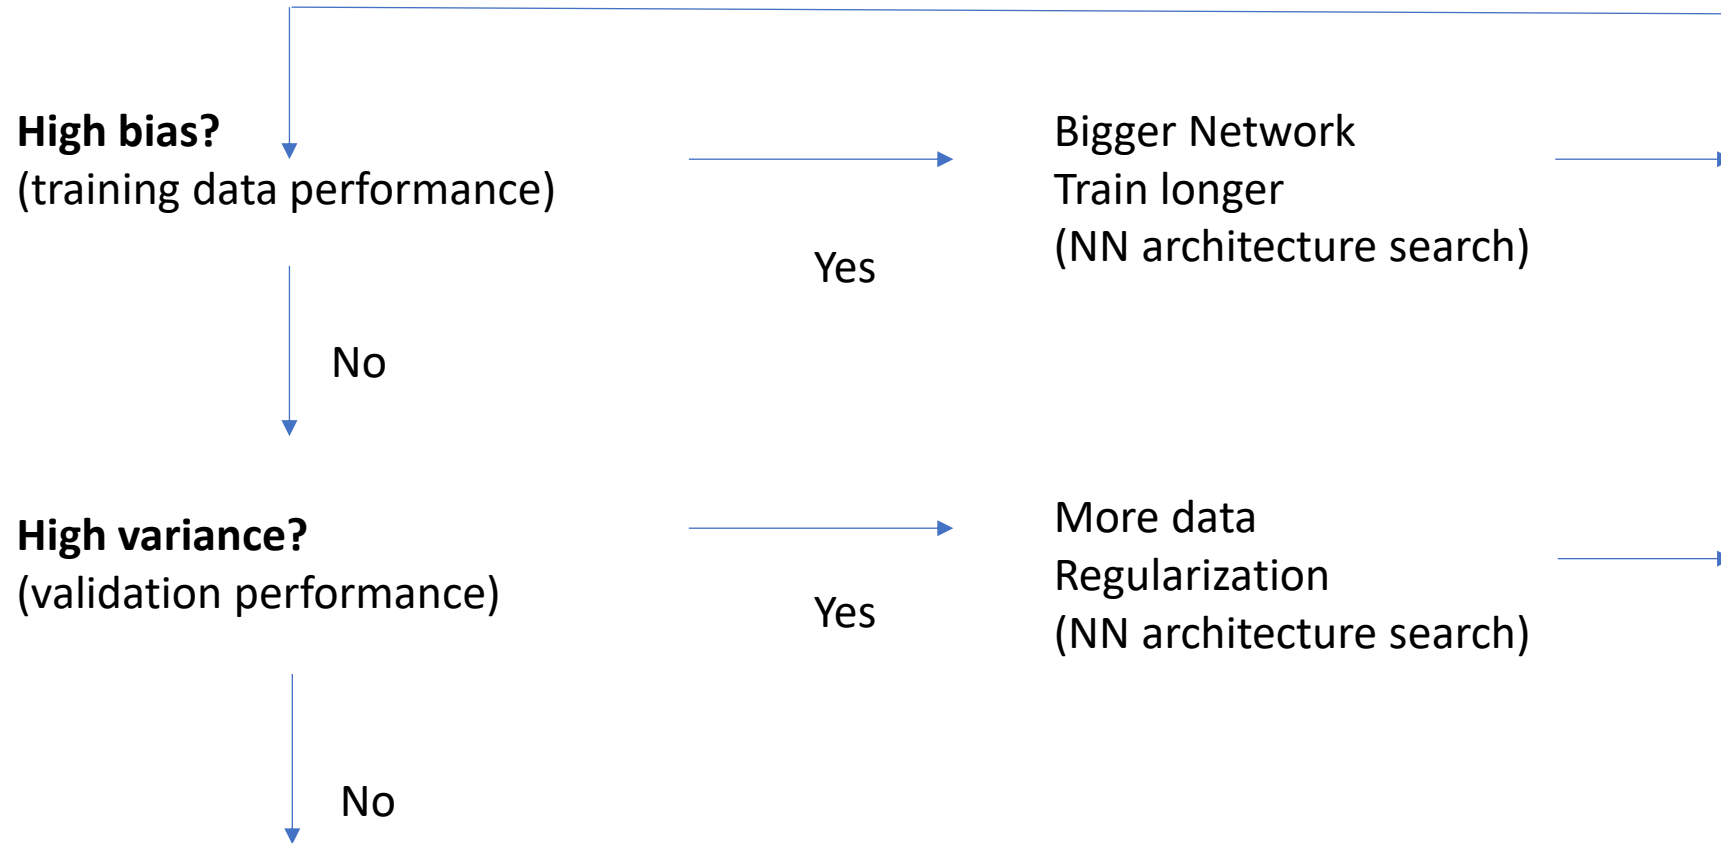 High bias?
(training data performance)
Yes
Bigger Network
Train longer
(NN architecture search)
No
High variance?
(validation performance)
Yes
More data
Regularization
(NN architecture search)
No